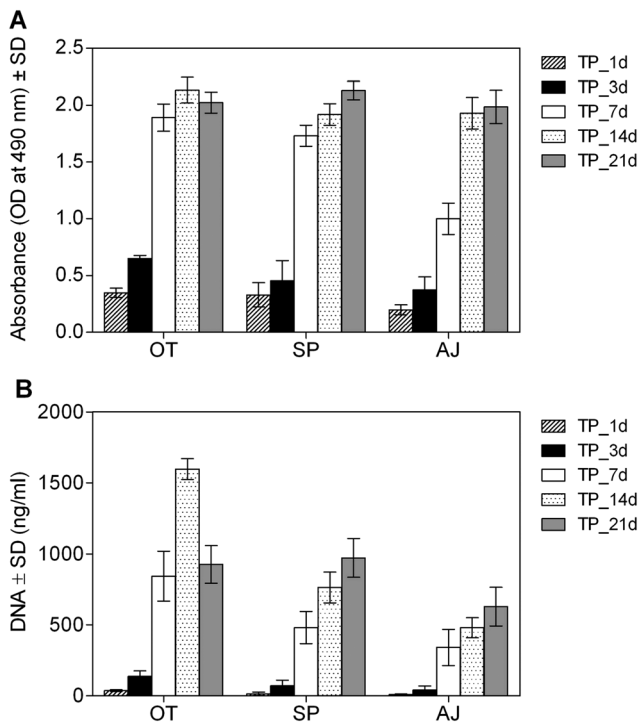 A
Absorbance (OD at 490 nm) ± SD
2.5
2.0
1.5
1.0
0.5
0.0
OT
SP
AJ
TP_1d
TP_3d
TP_7d
TP_14d
TP_21d
B
DNA ± SD (ng/ml)
2000
1500
1000
500
0
OT
SP
AJ
TP_1d
TP_3d
TP_7d
TP_14d
TP_21d